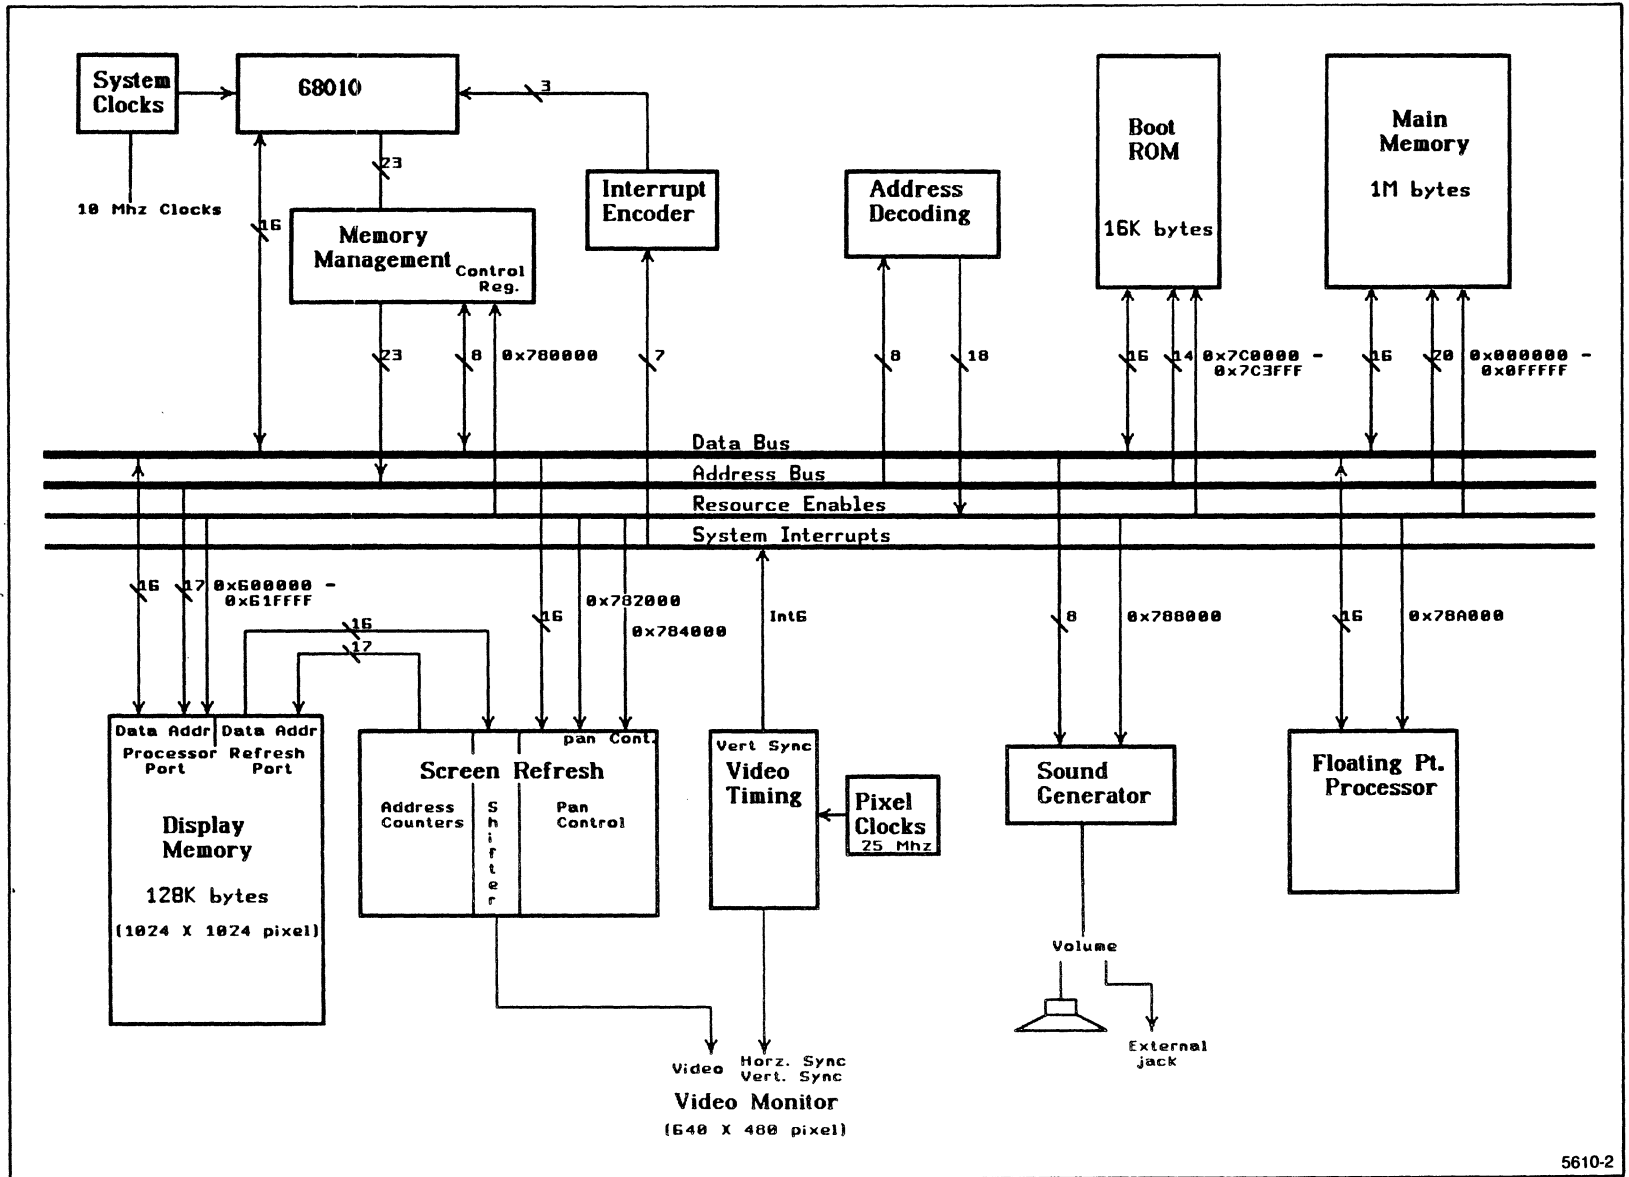 System
Clocks
68010
3
10 Mhz Clocks
23
16
Memory
Management
Control
Reg.
Interrupt
Encoder
Address
Decoding
Boot
ROM
16K bytes
Main
Memory
1M bytes
23
8
0x780000
7
8
18
16
14
0x7C0000 -
0x7C3FFF
16
20
0x000000 -
0x0FFFFF
Data Bus
Address Bus
Resource Enables
System Interrupts
16
17
0x600000 -
0x61FFFF
16
17
16
0x782000
0x784000
Int6
8
0x788000
16
0x78A000
Data Addr
Processor
Port
Data Addr
Refresh
Port
Display
Memory
128K bytes
(1024 X 1024 pixel)
pan Cont.
Screen Refresh
Address
Counters
Shifter
Pan
Control
Vert Sync
Video
Timing
Pixel
Clocks
25 Mhz
Sound
Generator
Floating Pt.
Processor
Volume
External
jack
Video
Horz. Sync
Vert. Sync
Video Monitor
(640 X 480 pixel)
5610-2